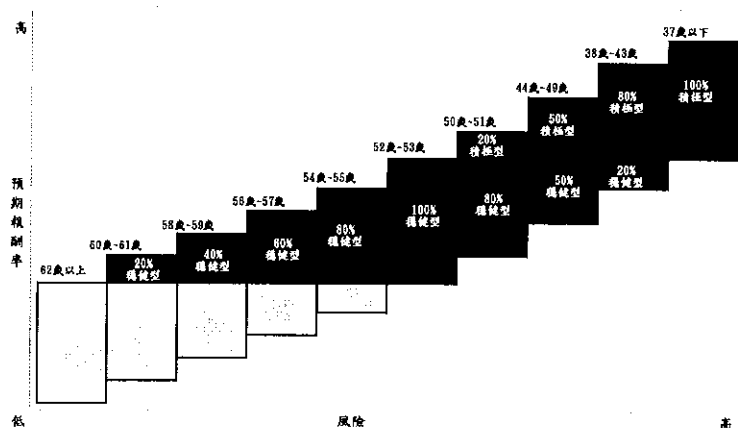 高
37歲以下
38歲~43歲
100%
積極型
44歲~49歲
80%
積極型
50歲~51歲
50%
積極型
52歲~53歲
20%
積極型
54歲~55歲
20%
穩健型
56歲~57歲
100%
穩健型
80%
穩健型
50%
穩健型
58歲~59歲
80%
穩健型
60歲~61歲
60%
穩健型
62歲以上
40%
穩健型
20%
穩健型
預期報酬率
低
風險
高